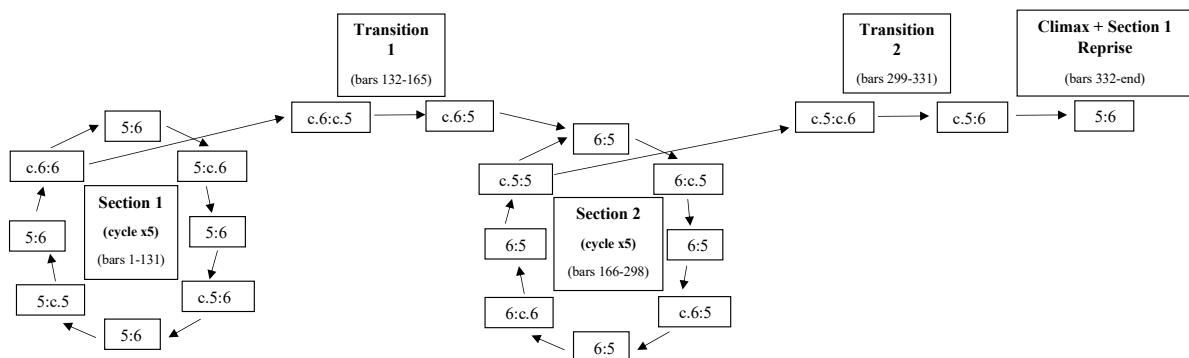 Transition
1
(bars 132-165)
Transition
2
(bars 299-331)
Climax + Section 1
Reprise
(bars 332-end)
5:6
c.6:c.5
c.6:5
6:5
c.5:c.6
c.5:6
5:6
c.6:6
5:c.6
c.5:5
6:c.5
Section 1
(cycle x5)
(bars 1-131)
5:6
5:6
Section 2
(cycle x5)
(bars 166-298)
6:5
6:5
5:c.5
c.5:6
6:c.6
c.6:5
5:6
6:5